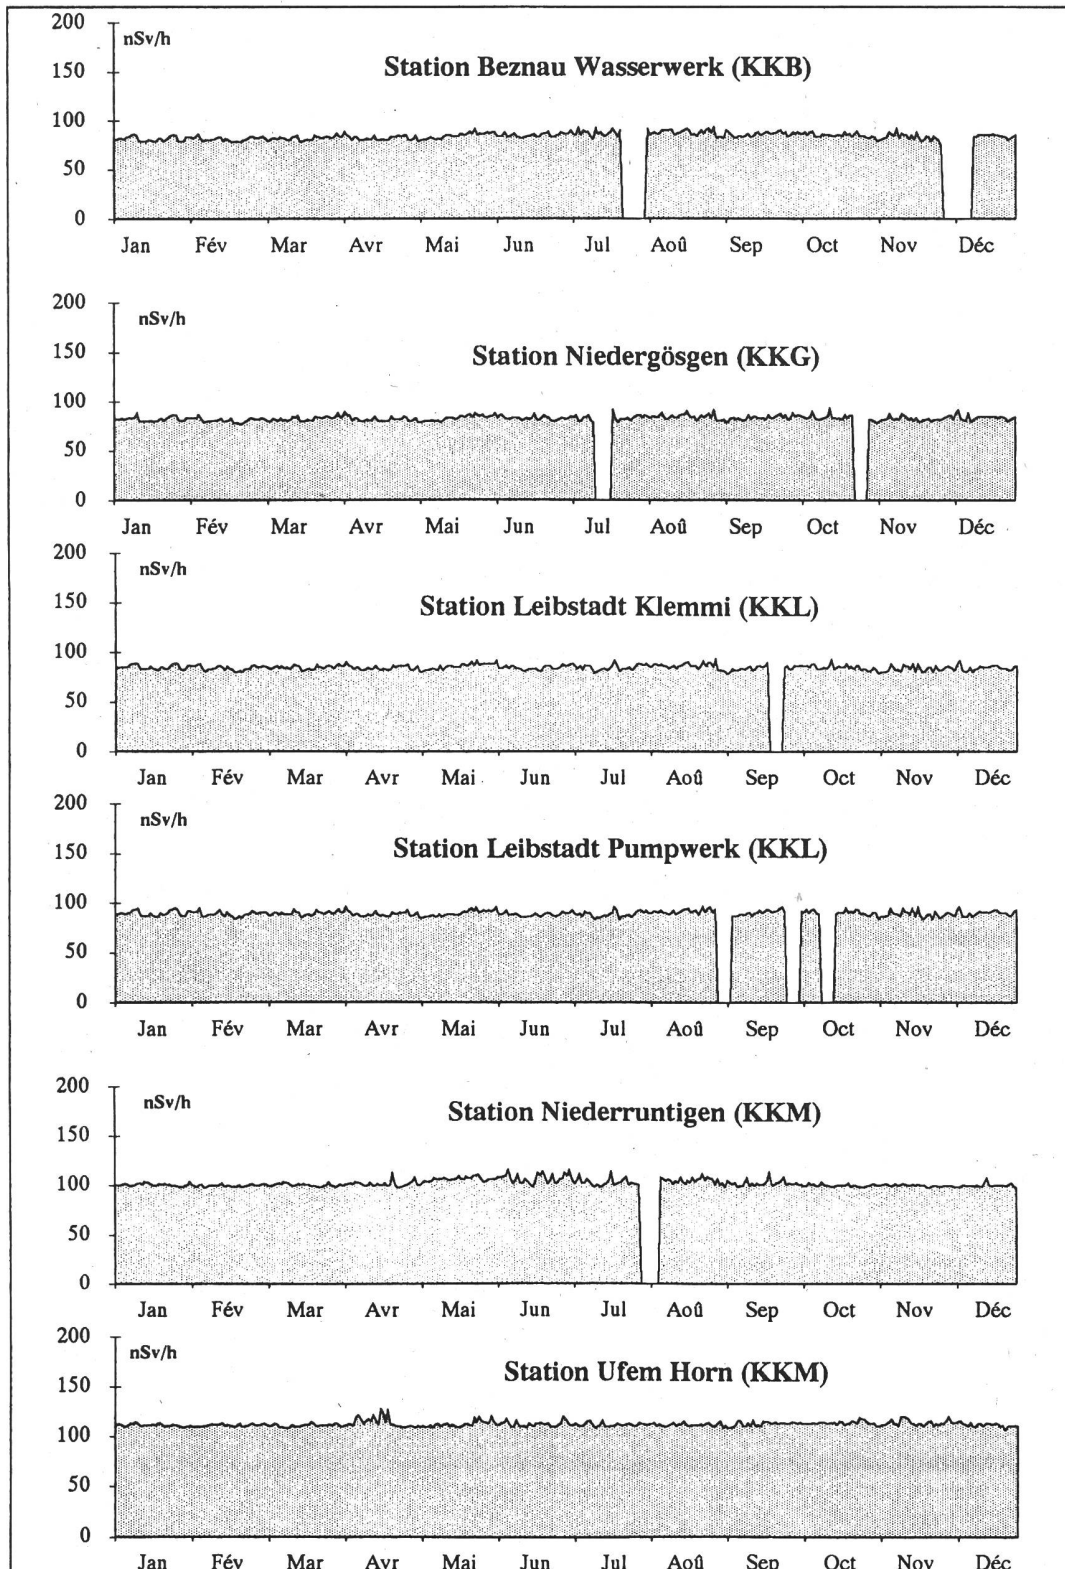 200
nSv/h
Station Beznau Wasserwerk (KKB)
150
100
50
0
Jan Fév Mar Avr Mai Jun Jul Aoû Sep Oct Nov Déc
200
nSv/h
150
Station Niedergösgen (KKG)
100
50
0
Jan Fév Mar Avr Mai Jun Jul Aoû Sep Oct Nov Déc
200
nSv/h
150
Station Leibstadt Klemmi (KKL)
100
50
0
Jan Fév Mar Avr Mai Jun Jul Aoû Sep Oct Nov Déc
200
nSv/h
150
Station Leibstadt Pumpwerk (KKL)
100
50
0
Jan Fév Mar Avr Mai Jun Jul Aoû Sep Oct Nov Déc
200
nSv/h
Station Niederruntigen (KKM)
150
100
50
0
Jan Fév Mar Avr Mai Jun Jul Aoû Sep Oct Nov Déc
200
nSv/h
Station Ufem Horn (KKM)
150
100
50
0
Jan Fév Mar Avr Mai Jun Jul Aoû Sep Oct Nov Déc